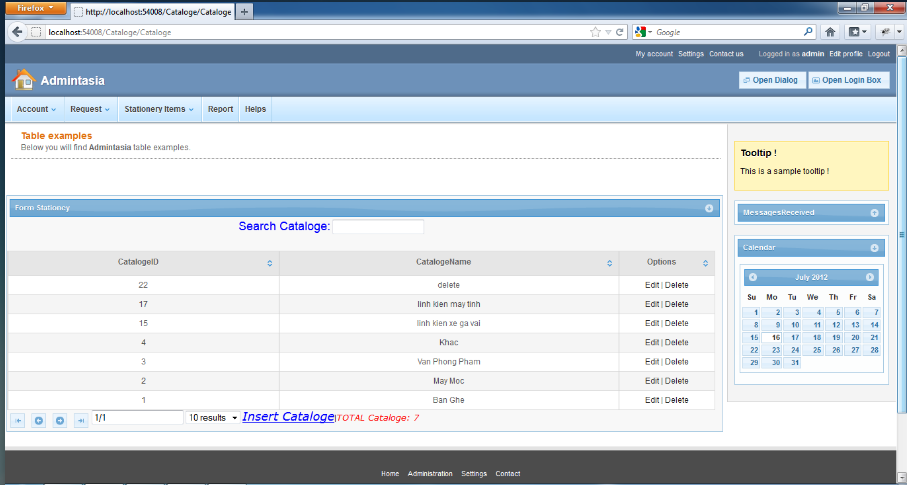 Firefox
http://localhost:54008/Cataloge/Cataloge
localhost:54008/Cataloge/Cataloge
Google
My account Settings Contact us Logged in as admin Edit profile Logout
Admintasia
Open Dialog Open Login Box
Account Request Stationery Items Report Helps
Table examples
Below you will find Admintasia table examples.
Form Stationcy
Search Cataloge:
CatalogeID CatalogeName Options
22 delete Edit | Delete
17 linh kien may tinh Edit | Delete
15 linh kien xe ga vai Edit | Delete
4 Khac Edit | Delete
3 Van Phong Pham Edit | Delete
2 May Moc Edit | Delete
1 Ban Ghe Edit | Delete
1/1 10 results Insert Cataloge|TOTAL Cataloge: 7
Tooltip !
This is a sample tooltip !
MessagesReceived
Calendar
July 2012
Su Mo Tu We Th Fr Sa
1 2 3 4 5 6 7
8 9 10 11 12 13 14
15 16 17 18 19 20 21
22 23 24 25 26 27 28
29 30 31
Home Administration Settings Contact